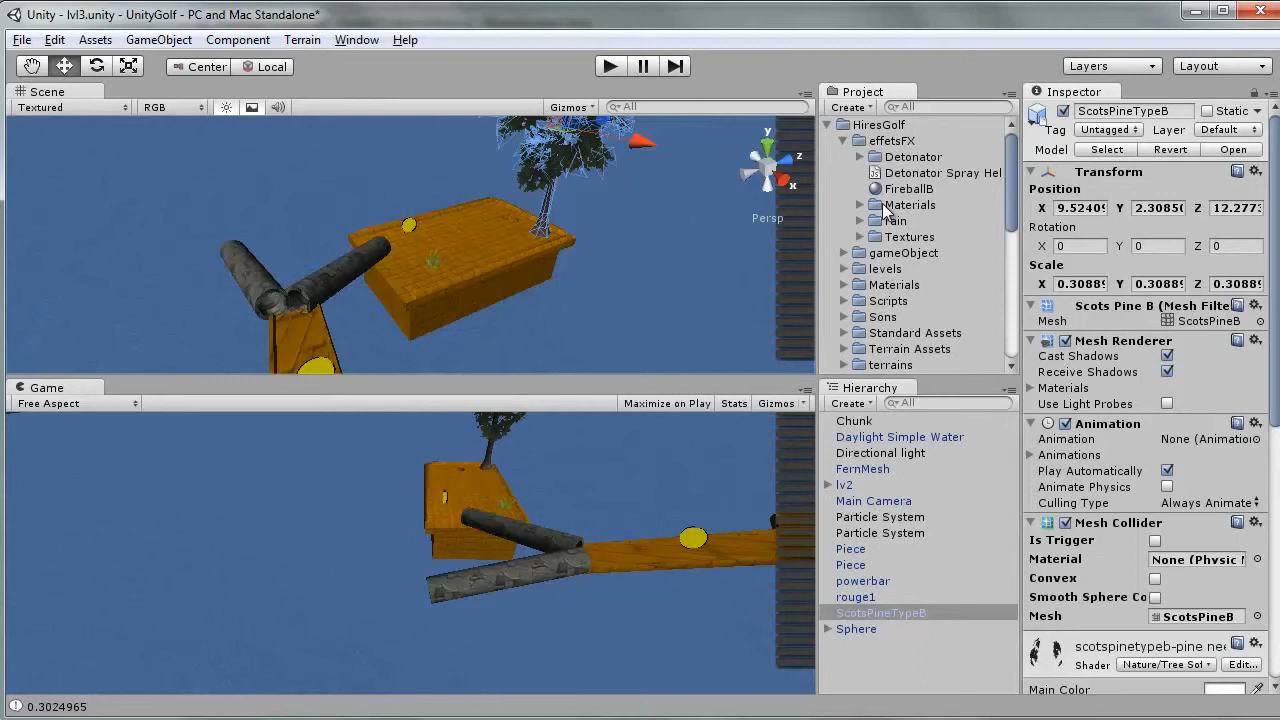 Unity - lvl3.unity - UnityGolf - PC and Mac Standalone*
File Edit Assets GameObject Component Terrain Window Help
Center Local Layers Layout
Scene
Textured RGB Gizmos All
Game
Free Aspect Maximize on Play Stats Gizmos
y
z
x
Persp
Project
Create All
HiresGolf
effetsFX
Detonator
Detonator Spray Hel
FireballB
Materials
Textures
gameObject
levels
Materials
Scripts
Sons
Standard Assets
Terrain Assets
terrains
Hierarchy
Create All
Chunk
Daylight Simple Water
Directional light
FernMesh
lv2
Main Camera
Particle System
Particle System
Piece
Piece
powerbar
rouge1
ScotsPineTypeB
Sphere
Inspector
ScotsPineTypeB Static
Tag Untagged Layer Default
Model Select Revert Open
Transform
Position
X 9.5240 Y 2.3085 Z 12.277
Rotation
X 0 Y 0 Z 0
Scale
X 0.3088 Y 0.3088 Z 0.3088
Scots Pine B (Mesh Filte
Mesh ScotsPineB
Mesh Renderer
Cast Shadows
Receive Shadows
Materials
Use Light Probes
Animation
Animation None (Animatio
Animations
Play Automatically
Animate Physics
Culling Type Always Animate
Mesh Collider
Is Trigger
Material None (Physic
Convex
Smooth Sphere Co
Mesh ScotsPineB
scotspinetypeb-pine nee
Shader Nature/Tree Sof Edit...
Main Color
0.3024965